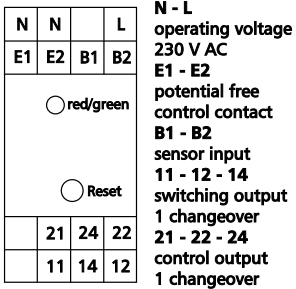 N N L
E1 E2 B1 B2
red/green
Reset
21 24 22
11 14 12
N - L
operating voltage
230 V AC
E1 - E2
potential free
control contact
B1 - B2
sensor input
11 - 12 - 14
switching output
1 changeover
21 - 22 - 24
control output
1 changeover